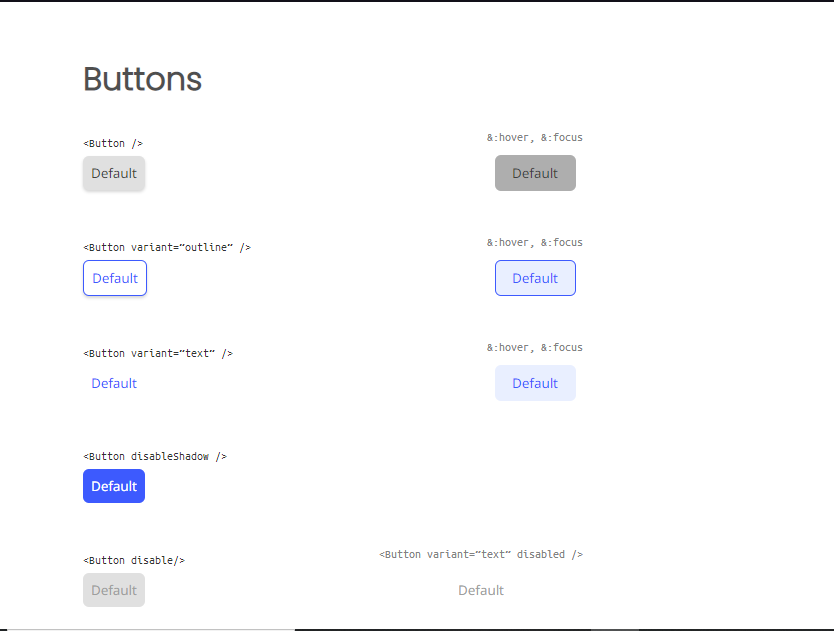 Buttons
<Button />
&:hover, &:focus
Default
Default
<Button variant=”outline” />
&:hover, &:focus
Default
Default
<Button variant=”text” />
&:hover, &:focus
Default
Default
<Button disableShadow />
Default
<Button disable/>
<Button variant=”text” disabled />
Default
Default